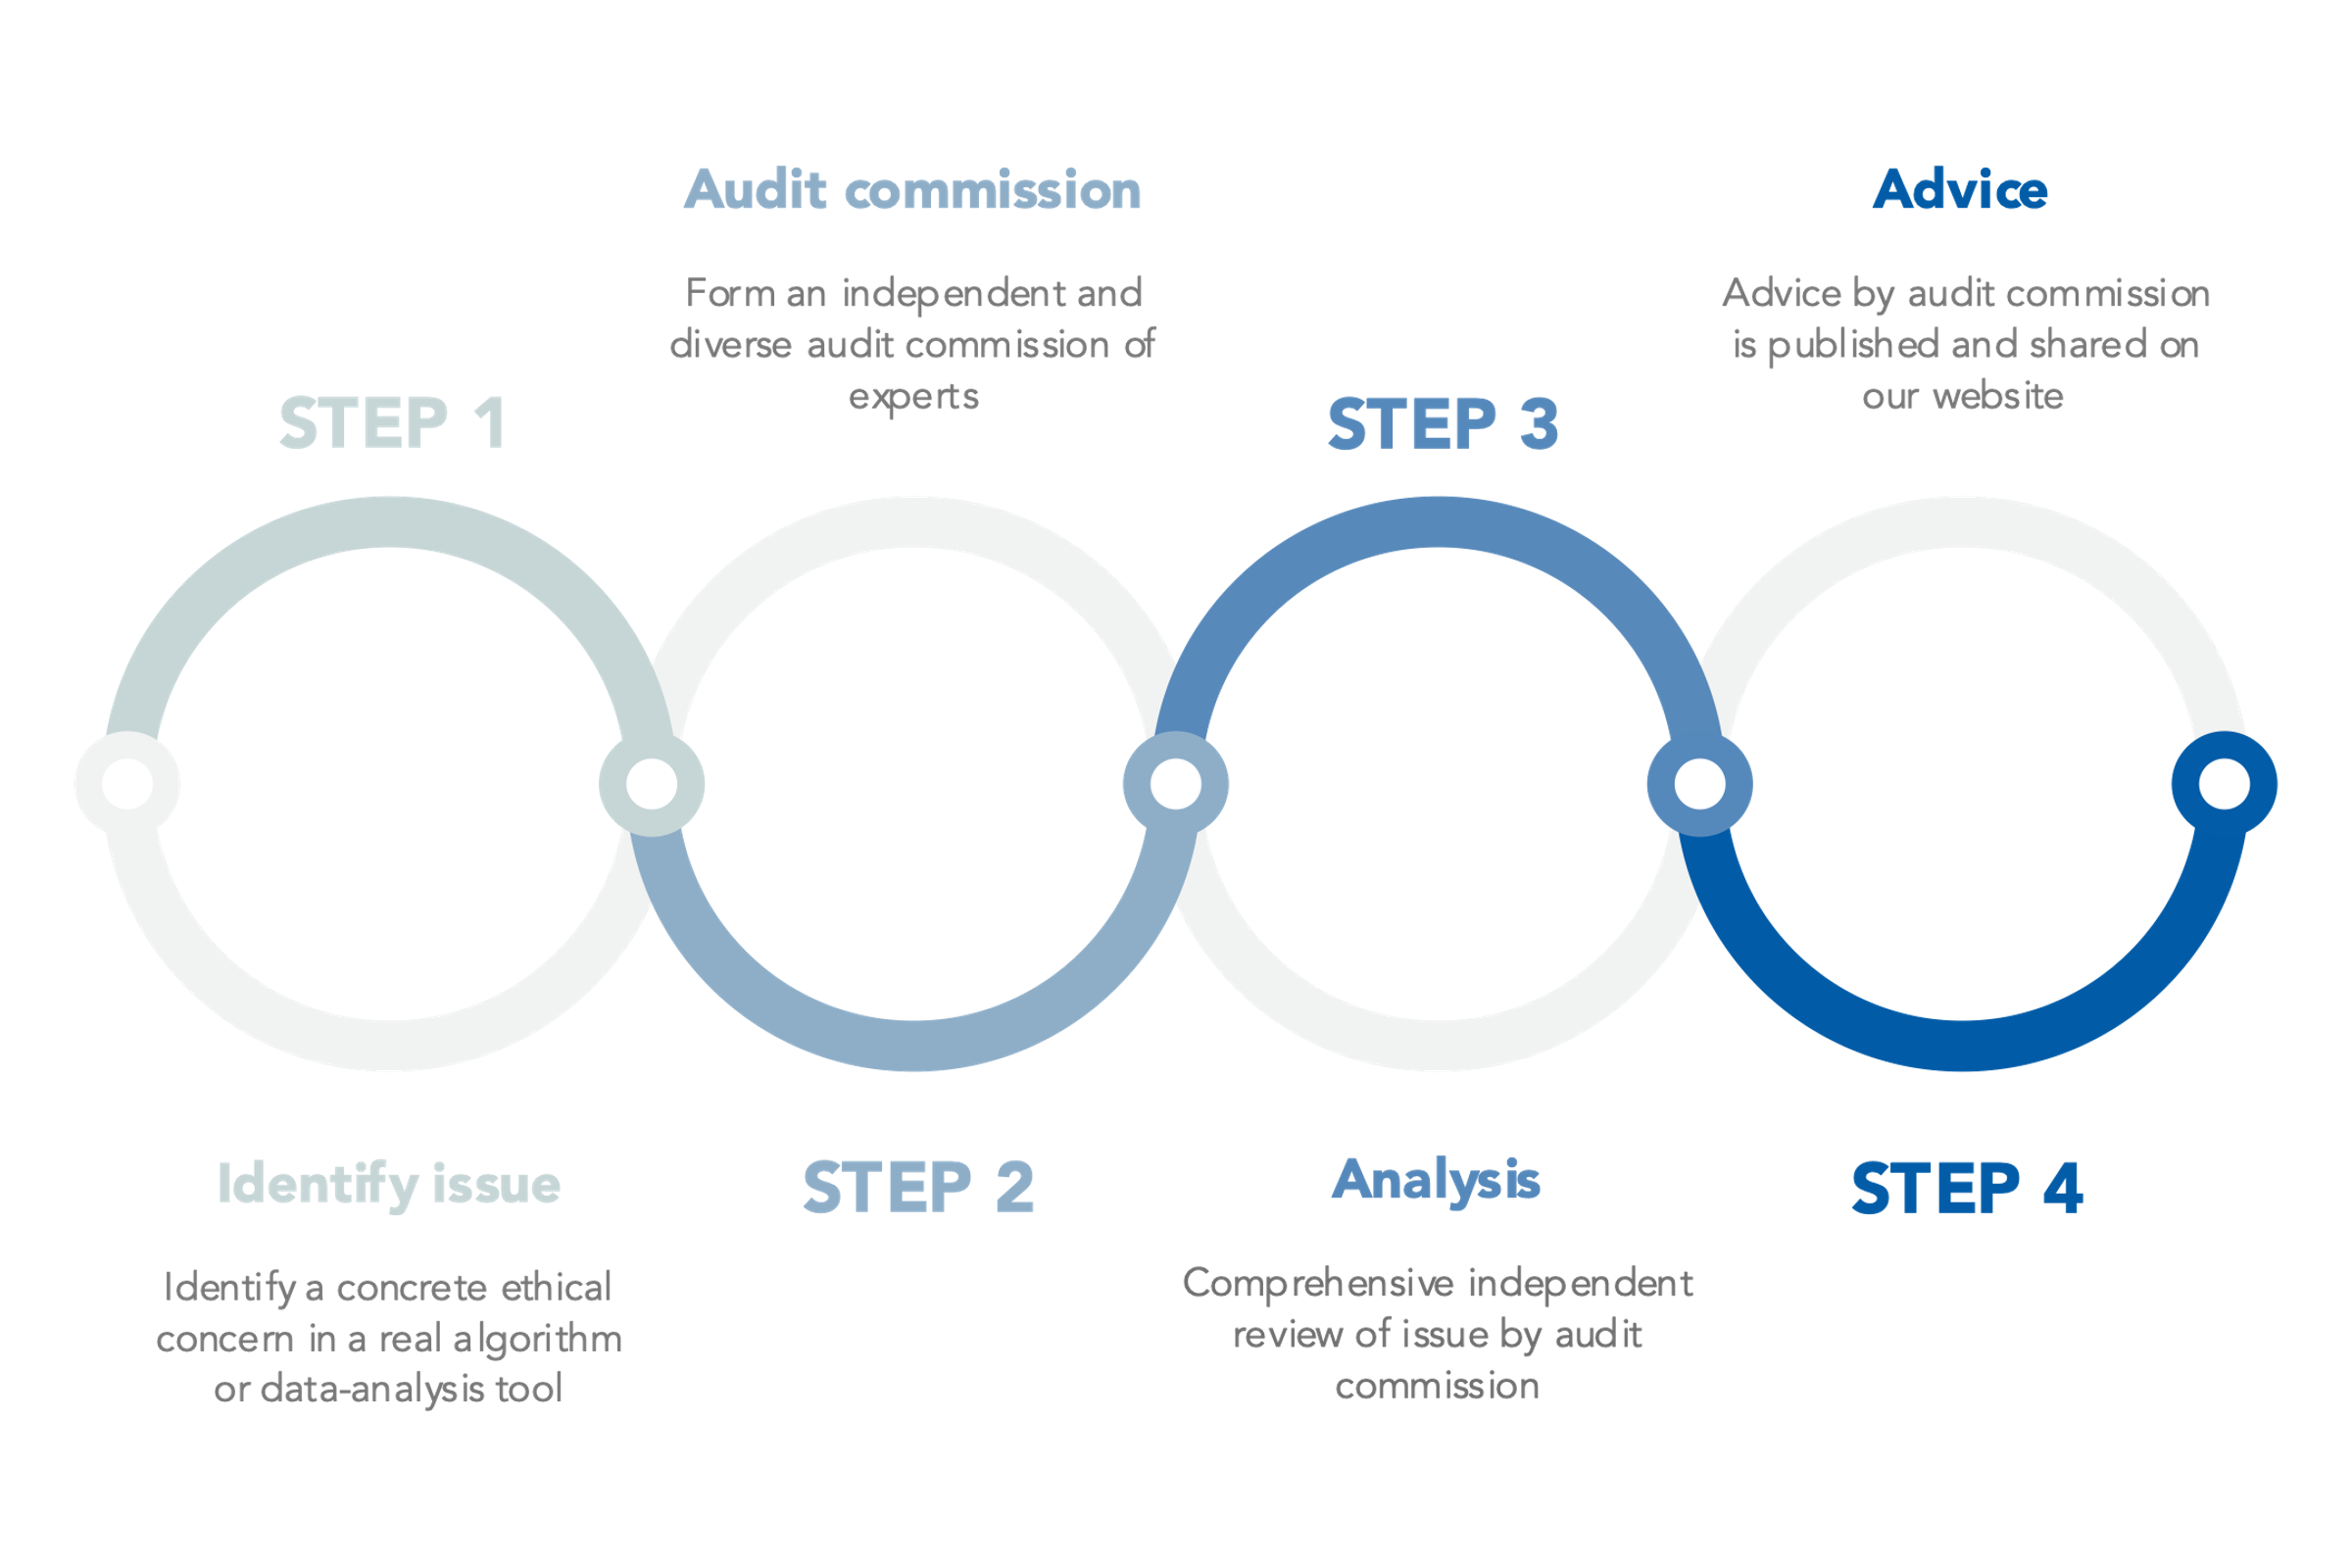 STEP 1
Identify issue
Identify a concrete ethical
concern in a real algorithm
or data-analysis tool
Audit commission
Form an independent and
diverse audit commission of
experts
STEP 2
STEP 3
Analysis
Comprehensive independent
review of issue by audit
commission
Advice
Advice by audit commission
is published and shared on
our website
STEP 4